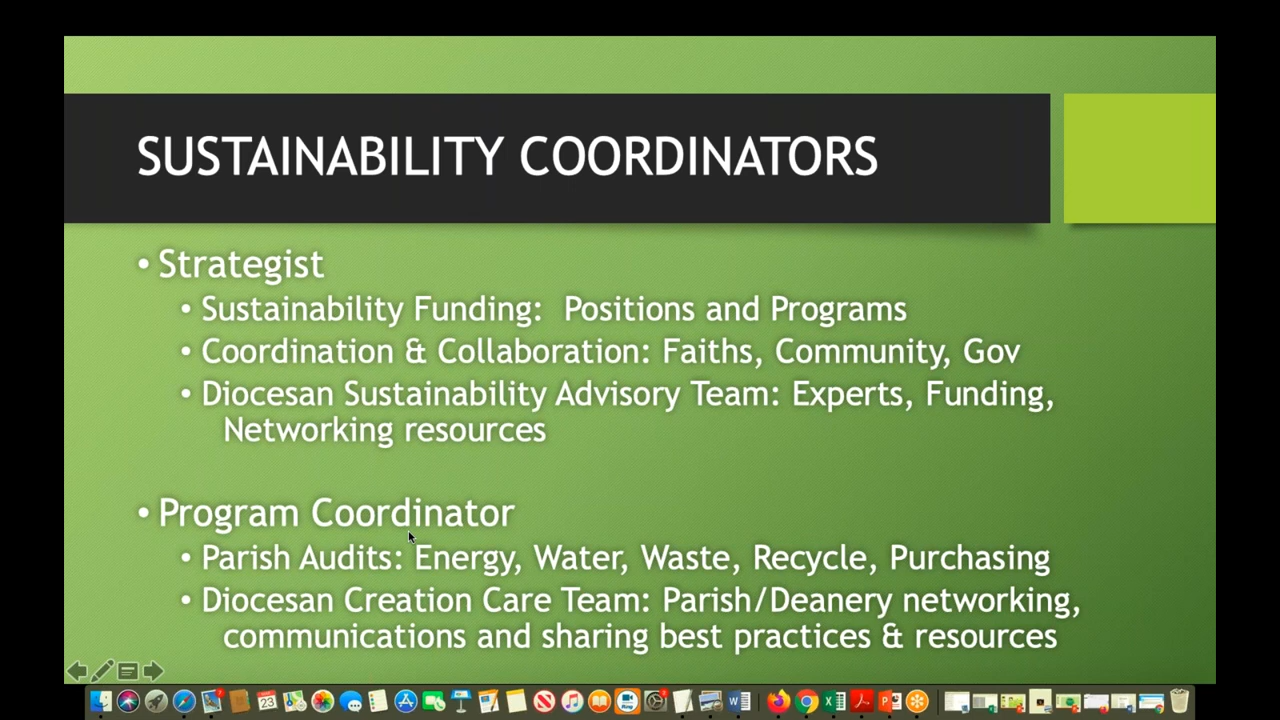 SUSTAINABILITY COORDINATORS
• Strategist
• Sustainability Funding: Positions and Programs
• Coordination & Collaboration: Faiths, Community, Gov
• Diocesan Sustainability Advisory Team: Experts, Funding,
Networking resources
• Program Coordinator
• Parish Audits: Energy, Water, Waste, Recycle, Purchasing
• Diocesan Creation Care Team: Parish/Deanery networking,
communications and sharing best practices & resources
23